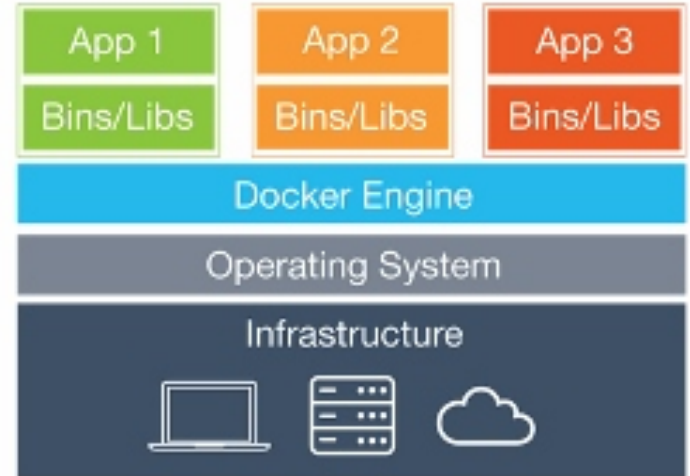 App 1
App 2
App 3
Bins/Libs
Bins/Libs
Bins/Libs
Docker Engine
Operating System
Infrastructure